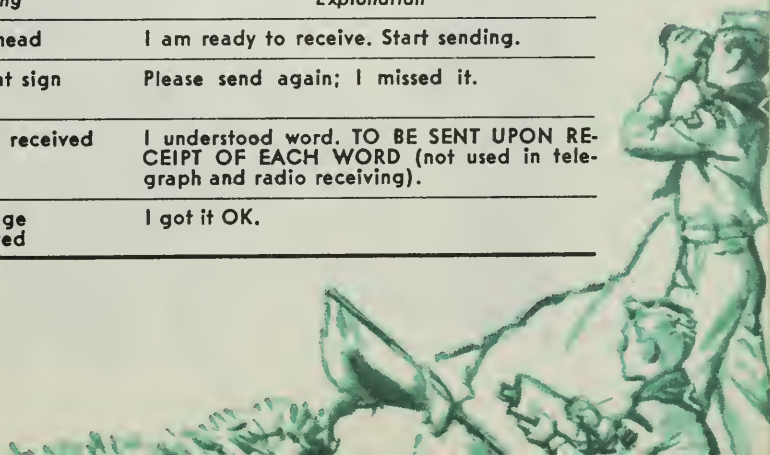 ng Explanation
head I am ready to receive. Start sending.
at sign Please send again; I missed it.
received I understood word. TO BE SENT UPON RE-
CEIPT OF EACH WORD (not used in tele-
graph and radio receiving).
ge I got it OK.
ed